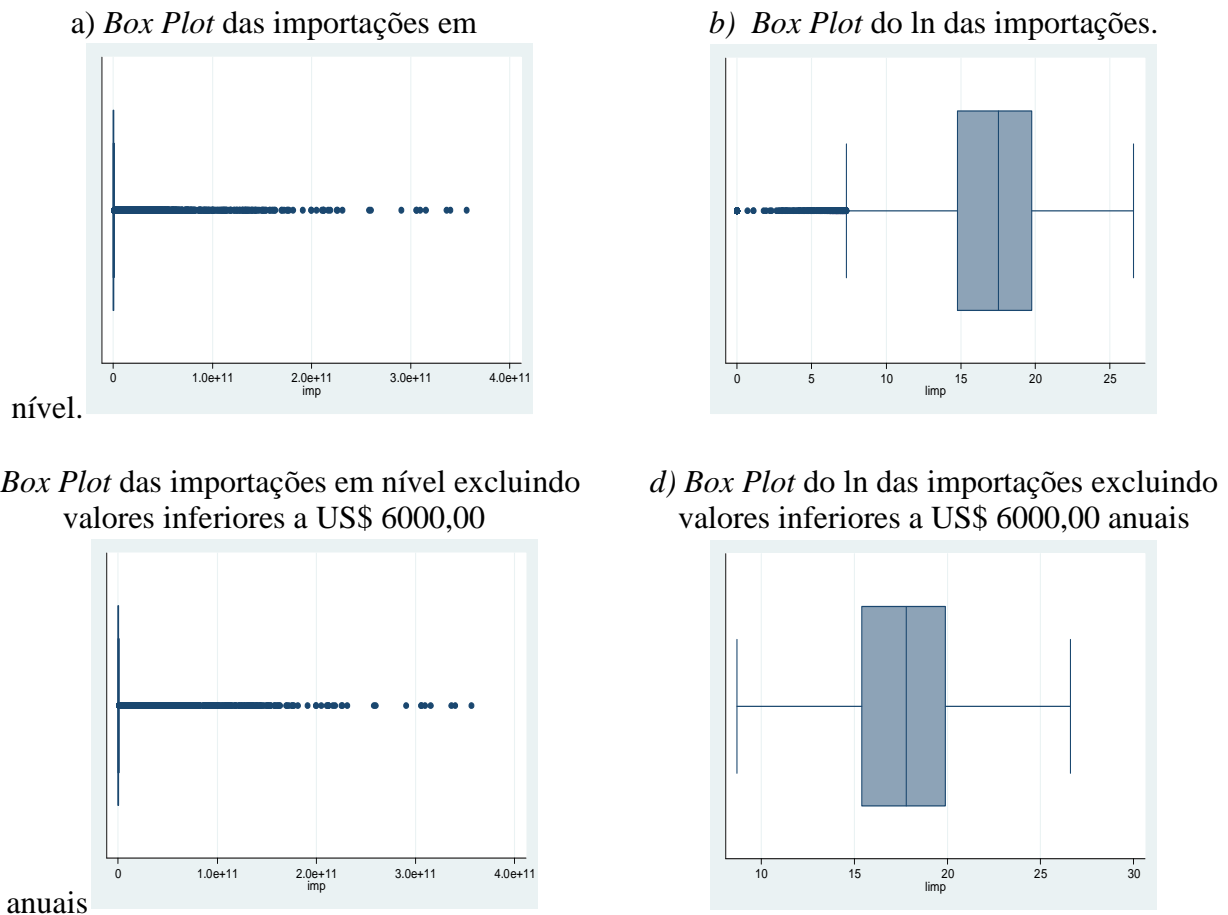 a) Box Plot das importações em
nível.
0 1.0e+11 2.0e+11 3.0e+11 4.0e+11
imp
b) Box Plot do ln das importações.
0 5 10 15 20 25
limp
Box Plot das importações em nível excluindo
valores inferiores a US$ 6000,00
anuais
0 1.0e+11 2.0e+11 3.0e+11 4.0e+11
imp
d) Box Plot do ln das importações excluindo
valores inferiores a US$ 6000,00 anuais
10 15 20 25 30
limp